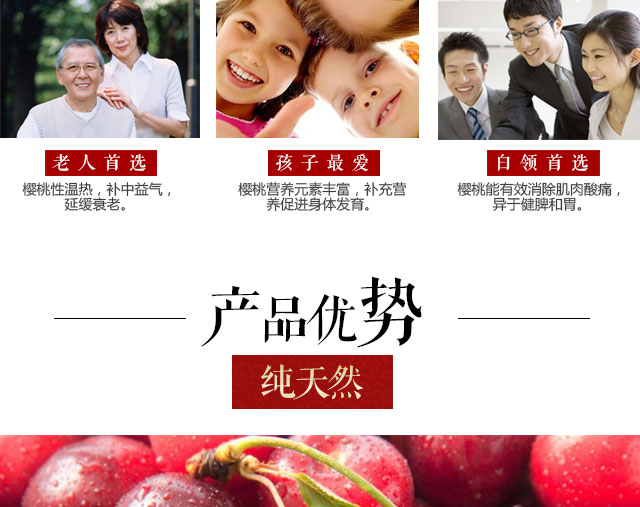 老人首选
樱桃性温热，补中益气，
延缓衰老。
孩子最爱
樱桃营养元素丰富，补充营
养促进身体发育。
白领首选
樱桃能有效消除肌肉酸痛，
异于健脾和胃。
产品优势
纯天然